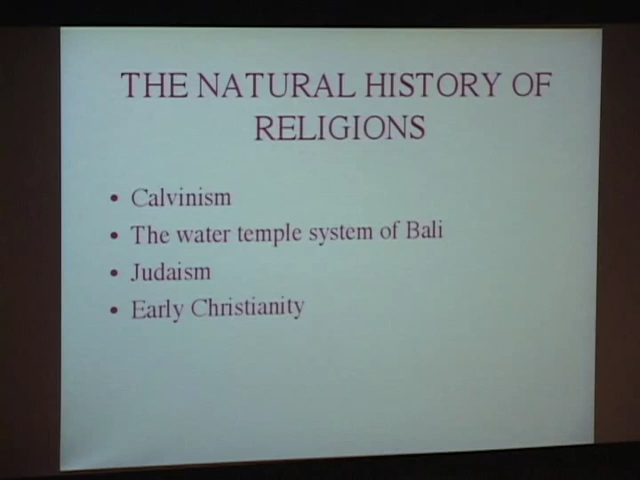 THE NATURAL HISTORY OF
RELIGIONS
• Calvinism
• The water temple system of Bali
• Judaism
• Early Christianity